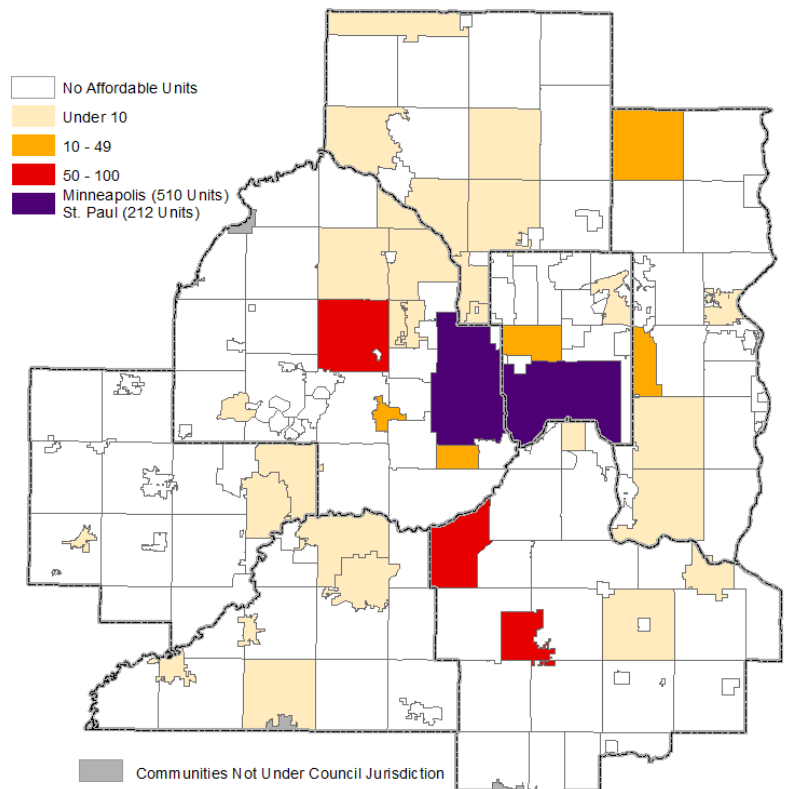 No Affordable Units
Under 10
10 - 49
50 - 100
Minneapolis (510 Units)
St. Paul (212 Units)
Communities Not Under Council Jurisdiction